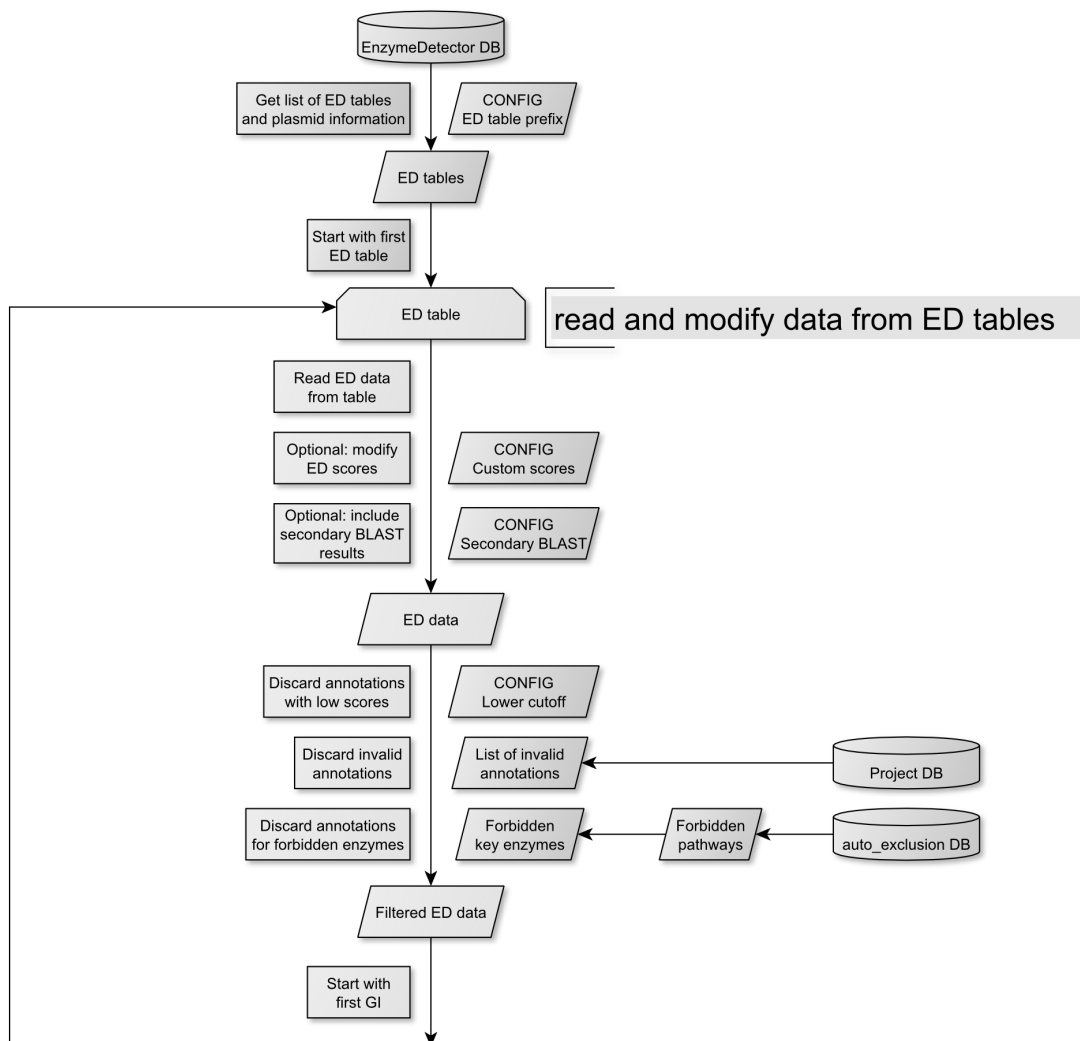 EnzymeDetector DB
Get list of ED tables
and plasmid information
CONFIG
ED table prefix
ED tables
Start with first
ED table
ED table
read and modify data from ED tables
Read ED data
from table
Optional: modify
ED scores
CONFIG
Custom scores
Optional: include
secondary BLAST
results
CONFIG
Secondary BLAST
ED data
Discard annotations
with low scores
CONFIG
Lower cutoff
Discard invalid
annotations
List of invalid
annotations
Project DB
Discard annotations
for forbidden enzymes
Forbidden
key enzymes
Forbidden
pathways
auto_exclusion DB
Filtered ED data
Start with
first GI